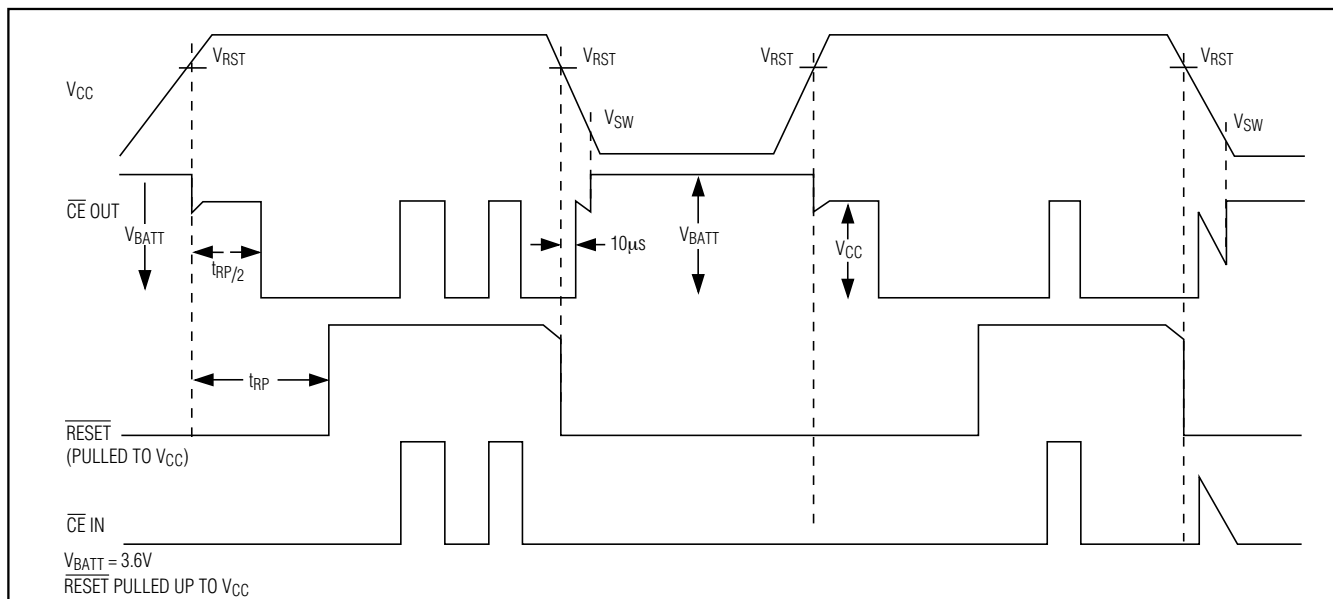 VRST
VRST
VRST
VRST
VCC
VSW
VSW
CE OUT
VBATT
10µs
VBATT
VCC
tRP/2
tRP
RESET
(PULLED TO VCC)
CE IN
VBATT = 3.6V
RESET PULLED UP TO VCC